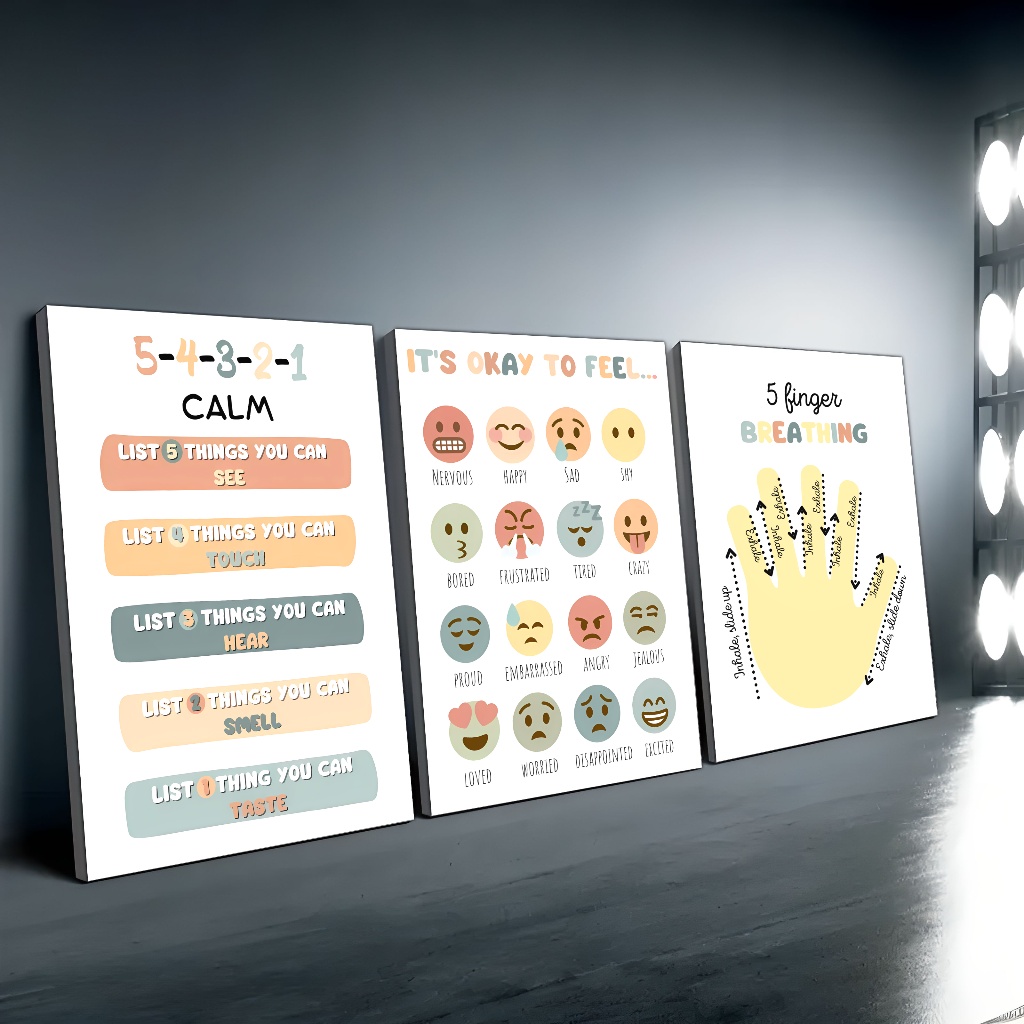 5-4-3-2-1
CALM
LIST 5 THINGS YOU CAN
SEE
LIST 4 THINGS YOU CAN
TOUCH
LIST 3 THINGS YOU CAN
HEAR
LIST 2 THINGS YOU CAN
SMELL
LIST 1 THING YOU CAN
TASTE
IT'S OKAY TO FEEL...
NERVOUS
HAPPY
SAD
SHY
BORED
FRUSTRATED
ZZZ
TIRED
CRAZY
PROUD
EMBARRASSED
ANGRY
JEALOUS
LOVED
WORRIED
DISAPPOINTED
EXCITED
5 finger
BREATHING
Inhale, slide up
Exhale
Inhale
Exhale
Inhale
Exhale
Inhale
Exhale
Inhale
Exhale, slide down